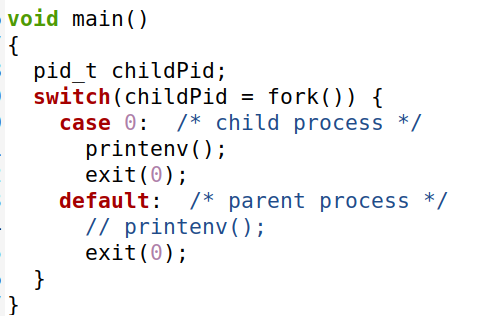 void main()
{
  pid_t childPid;
  switch(childPid = fork()) {
    case 0:  /* child process */
      printenv();
      exit(0);
    default:  /* parent process */
      // printenv();
      exit(0);
  }
}